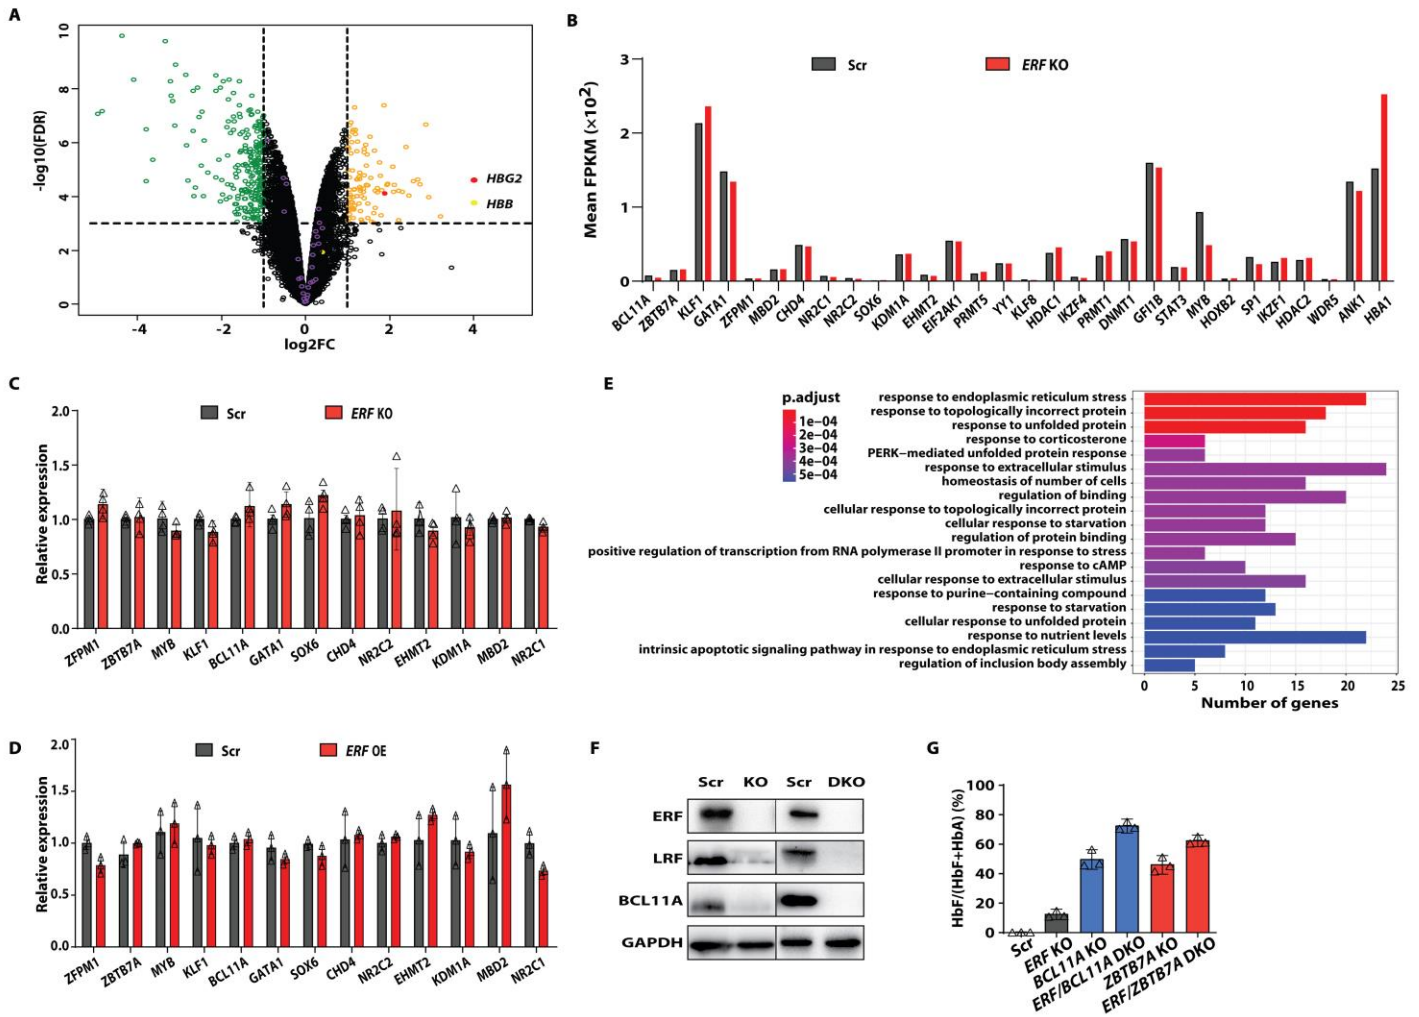 A
-log10(FDR)
10
8
6
4
2
0
−4
−2
0
2
4
log2FC
HBG2
HBB
B
Scr
ERF KO
Mean FPKM (×10²)
3
2
1
0
BCL11A
ZBTB7A
KLF1
GATA1
ZFPM1
MBD2
CHD4
NR2C1
NR2C2
SOX6
KDM1A
EHMT2
EIF2AK1
PRMT5
YY1
KLF8
HDAC1
IKZF4
PRMT1
DNMT1
GFI1B
STAT3
MYB
HOXB2
SP1
IKZF1
HDAC2
WDR5
ANK1
HBA1
C
Scr
ERF KO
Relative expression
2.0
1.5
1.0
0.5
0.0
ZFPM1
ZBTB7A
MYB
KLF1
BCL11A
GATA1
SOX6
CHD4
NR2C2
EHMT2
KDM1A
MBD2
NR2C1
E
p.adjust
1e−04
2e−04
3e−04
4e−04
5e−04
response to endoplasmic reticulum stress
response to topologically incorrect protein
response to unfolded protein
response to corticosterone
PERK−mediated unfolded protein response
response to extracellular stimulus
homeostasis of number of cells
regulation of binding
cellular response to topologically incorrect protein
cellular response to starvation
regulation of protein binding
positive regulation of transcription from RNA polymerase II promoter in response to stress
response to cAMP
cellular response to extracellular stimulus
response to purine−containing compound
response to starvation
cellular response to unfolded protein
response to nutrient levels
intrinsic apoptotic signaling pathway in response to endoplasmic reticulum stress
regulation of inclusion body assembly
0
5
10
15
20
25
Number of genes
D
Scr
ERF OE
Relative expression
2.0
1.5
1.0
0.5
0.0
ZFPM1
ZBTB7A
MYB
KLF1
BCL11A
GATA1
SOX6
CHD4
NR2C2
EHMT2
KDM1A
MBD2
NR2C1
F
Scr KO Scr DKO
ERF
LRF
BCL11A
GAPDH
G
HbF/(HbF+HbA) (%)
100
80
60
40
20
0
Scr
ERF KO
BCL11A KO
ERF/BCL11A DKO
ZBTB7A KO
ERF/ZBTB7A DKO